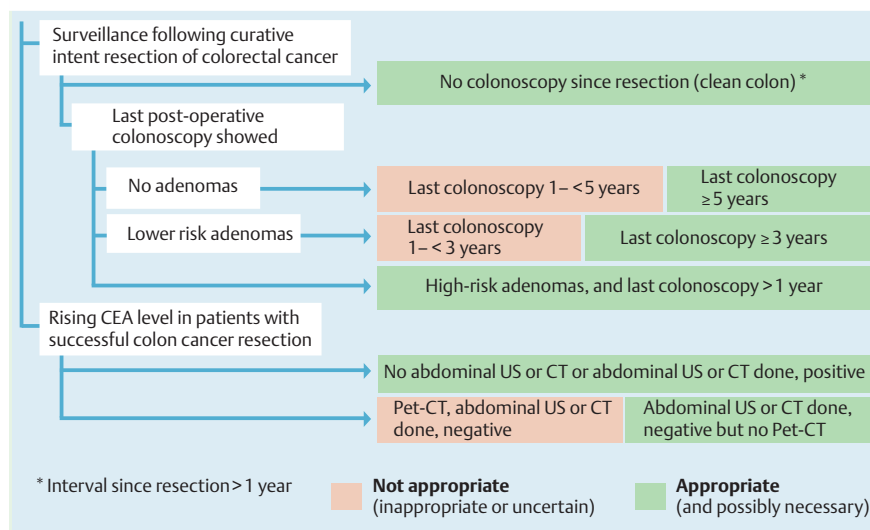 Surveillance following curative
intent resection of colorectal cancer
No colonoscopy since resection (clean colon) *
Last post-operative
colonoscopy showed
No adenomas
Last colonoscopy 1– <5 years
Last colonoscopy
≥ 5 years
Lower risk adenomas
Last colonoscopy
1– < 3 years
Last colonoscopy ≥ 3 years
High-risk adenomas, and last colonoscopy >1 year
Rising CEA level in patients with
successful colon cancer resection
No abdominal US or CT or abdominal US or CT done, positive
Pet-CT, abdominal US or CT
done, negative
Abdominal US or CT done,
negative but no Pet-CT
* Interval since resection > 1 year
Not appropriate
(inappropriate or uncertain)
Appropriate
(and possibly necessary)